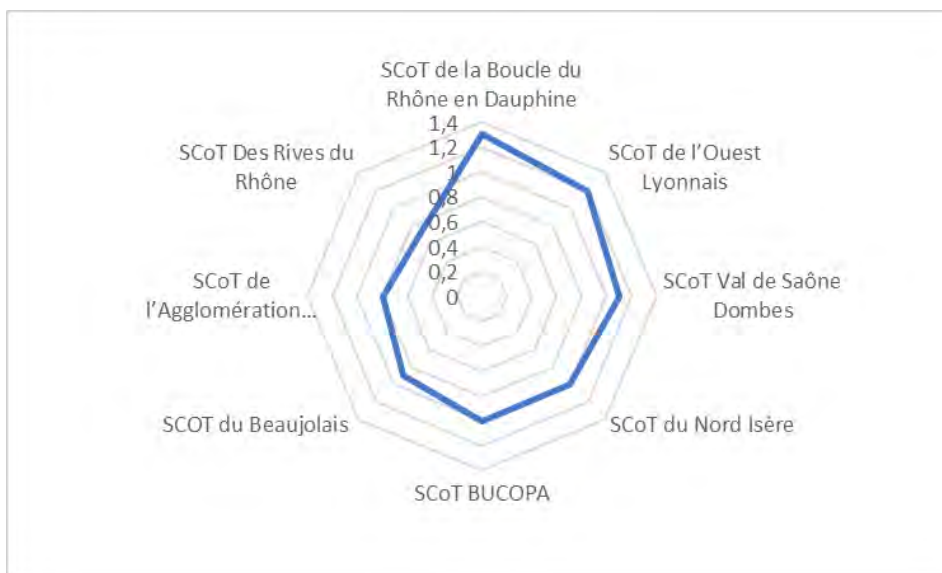 SCoT de la Boucle du
Rhône en Dauphine
1,4
1,2
1
0,8
0,6
0,4
0,2
0
SCoT de l’Ouest
Lyonnais
SCoT Val de Saône
Dombes
SCoT du Nord Isère
SCoT BUCOPA
SCOT du Beaujolais
SCoT de
l’Agglomération...
SCoT Des Rives du
Rhône